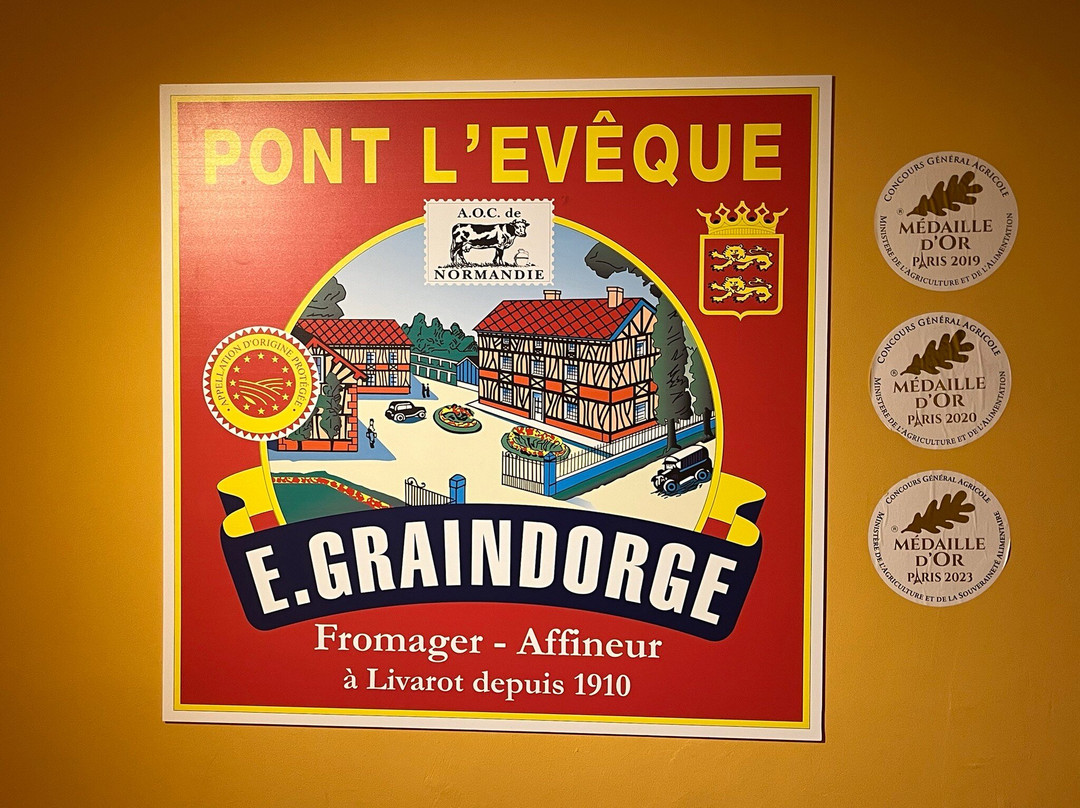 PONT L'EVÊQUE
A.O.C. de
NORMANDIE
APPELLATION D'ORIGINE PROTÉGÉE
E.GRAINDORGE
Fromager - Affineur
à Livarot depuis 1910
CONCOURS GÉNÉRAL AGRICOLE
®
MÉDAILLE
D'OR
PARIS 2019
MINISTÈRE DE L'AGRICULTURE ET DE L'ALIMENTATION
CONCOURS GÉNÉRAL AGRICOLE
®
MÉDAILLE
D'OR
PARIS 2020
MINISTÈRE DE L'AGRICULTURE ET DE L'ALIMENTATION
CONCOURS GÉNÉRAL AGRICOLE
®
MÉDAILLE
D'OR
PARIS 2023
MINISTÈRE DE L'AGRICULTURE ET DE LA SOUVERAINETÉ ALIMENTAIRE